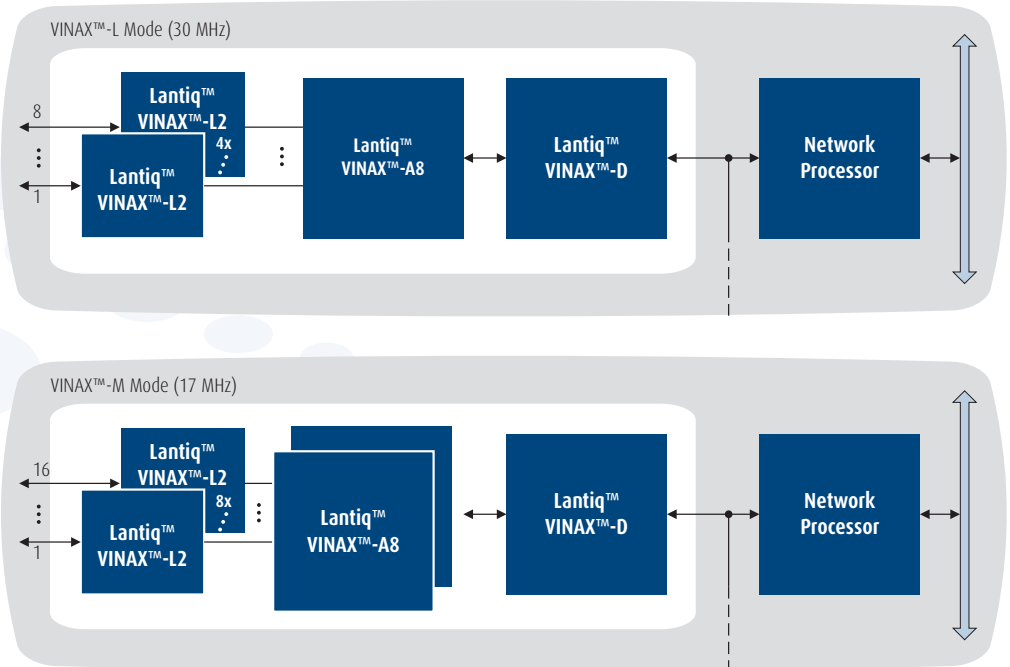 VINAX™-L Mode (30 MHz)
8
1
Lantiq™
VINAX™-L2
4x
Lantiq™
VINAX™-L2
Lantiq™
VINAX™-A8
Lantiq™
VINAX™-D
Network
Processor
VINAX™-M Mode (17 MHz)
16
1
Lantiq™
VINAX™-L2
8x
Lantiq™
VINAX™-L2
Lantiq™
VINAX™-A8
Lantiq™
VINAX™-D
Network
Processor